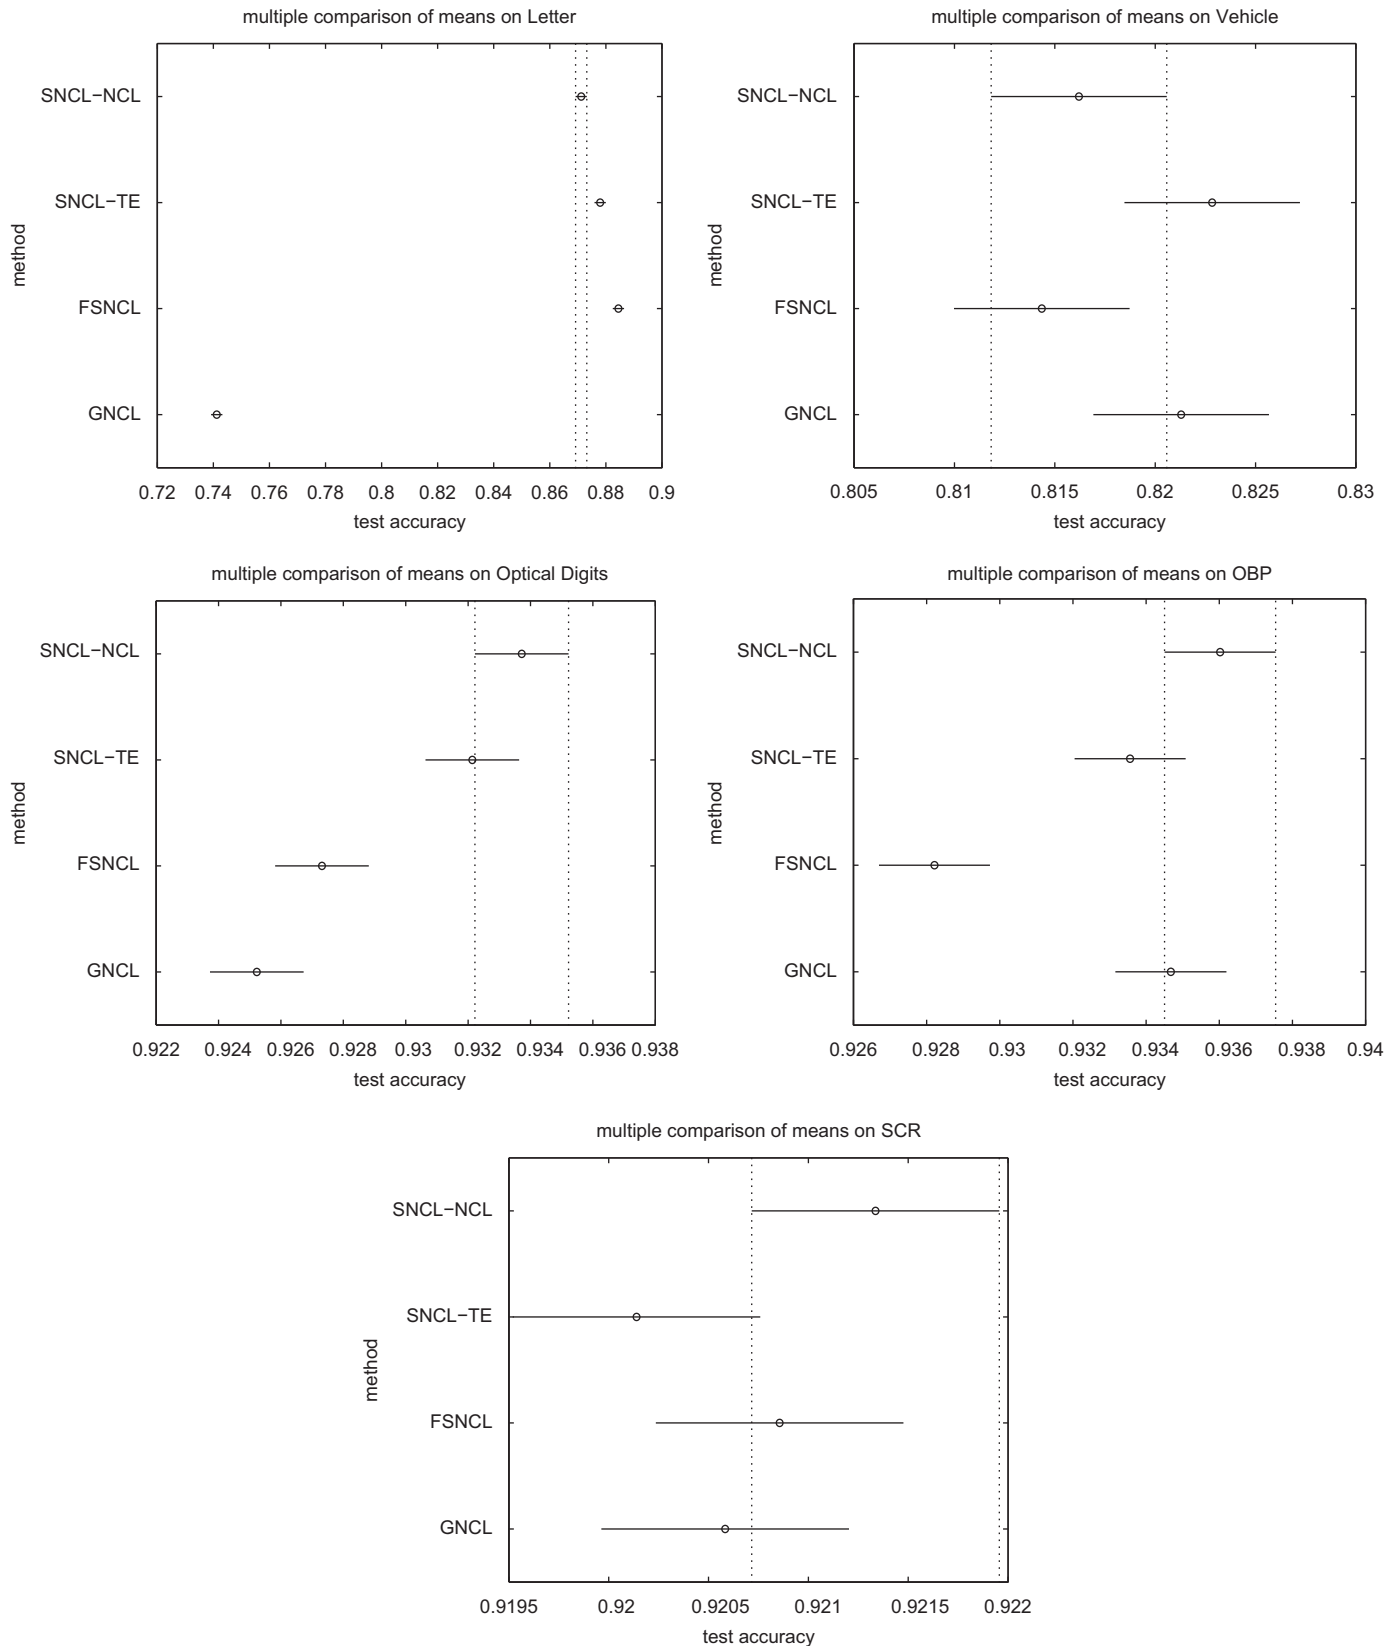 multiple comparison of means on Letter
SNCL−NCL
SNCL−TE
FSNCL
GNCL
method
0.72 0.74 0.76 0.78 0.8 0.82 0.84 0.86 0.88 0.9
test accuracy
multiple comparison of means on Vehicle
SNCL−NCL
SNCL−TE
FSNCL
GNCL
method
0.805 0.81 0.815 0.82 0.825 0.83
test accuracy
multiple comparison of means on Optical Digits
SNCL−NCL
SNCL−TE
FSNCL
GNCL
method
0.922 0.924 0.926 0.928 0.93 0.932 0.934 0.936 0.938
test accuracy
multiple comparison of means on OBP
SNCL−NCL
SNCL−TE
FSNCL
GNCL
method
0.926 0.928 0.93 0.932 0.934 0.936 0.938 0.94
test accuracy
multiple comparison of means on SCR
SNCL−NCL
SNCL−TE
FSNCL
GNCL
method
0.9195 0.92 0.9205 0.921 0.9215 0.922
test accuracy